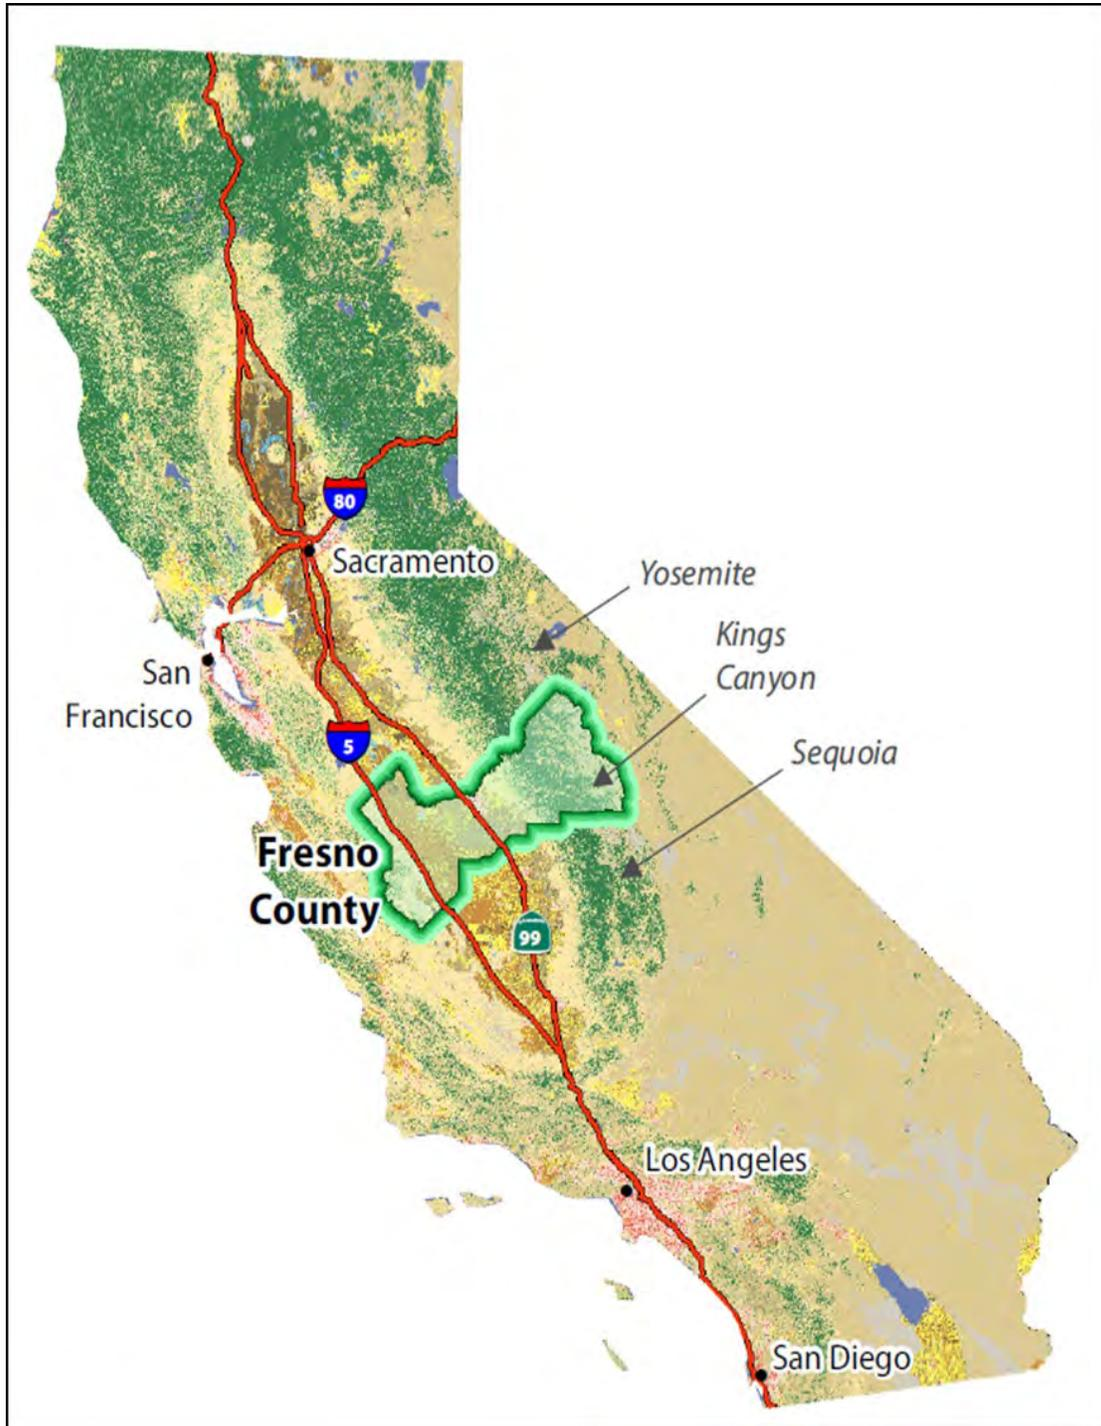 80
Sacramento
Yosemite
Kings
Canyon
San
Francisco
Sequoia
5
Fresno
County
99
Los Angeles
San Diego